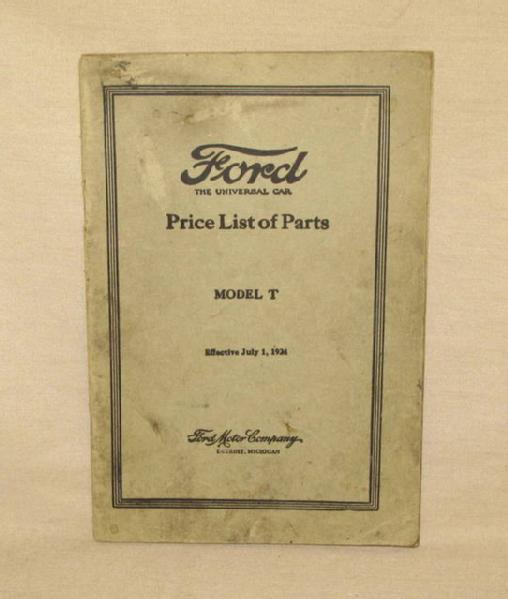 Ford
THE UNIVERSAL CAR
Price List of Parts
MODEL T
Effective July 1, 1924
Ford Motor Company
DETROIT, MICHIGAN